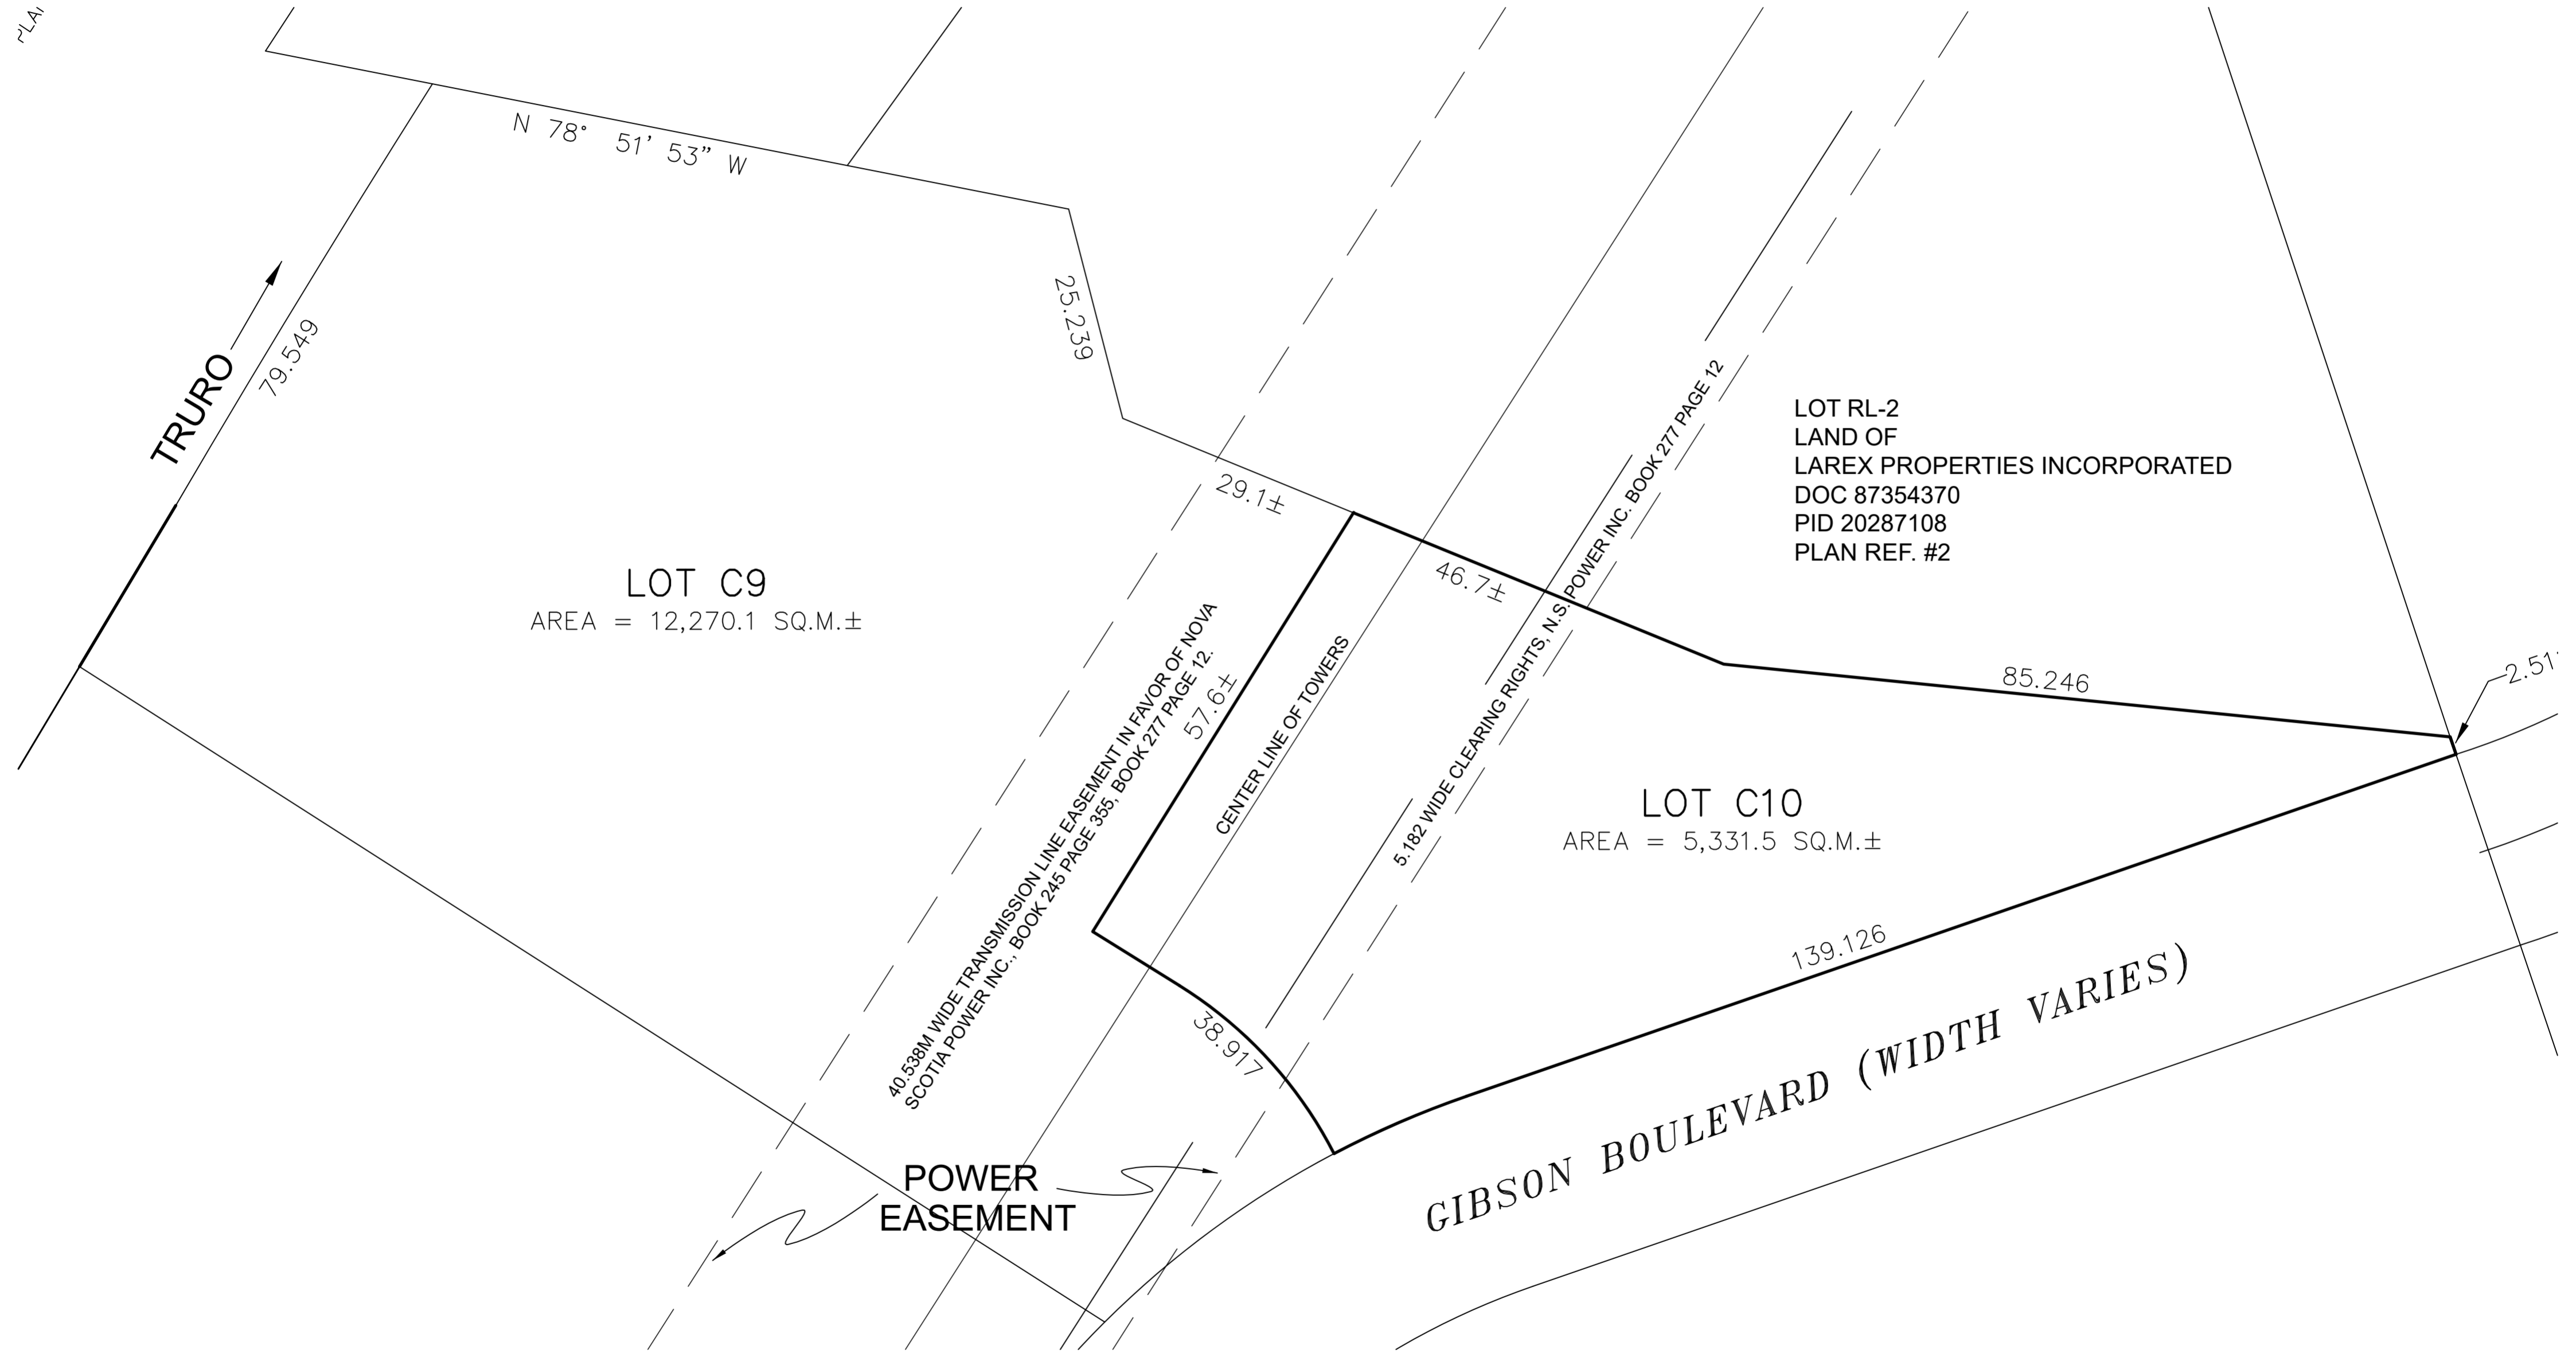 N 78° 51' 53" W
TRURO
79.549
25.239
29.1±
46.7±
LOT RL-2
LAND OF
LAREX PROPERTIES INCORPORATED
DOC 87354370
PID 20287108
PLAN REF. #2
LOT C9
AREA = 12,270.1 SQ.M.±
40.538M WIDE TRANSMISSION LINE EASEMENT IN FAVOR OF NOVA
SCOTIA POWER INC., BOOK 245 PAGE 355, BOOK 277 PAGE 12.
57.6±
CENTER LINE OF TOWERS
5.182 WIDE CLEARING RIGHTS, N.S. POWER INC. BOOK 277 PAGE 12
85.246
LOT C10
AREA = 5,331.5 SQ.M.±
139.126
38.917
POWER
EASEMENT
GIBSON BOULEVARD (WIDTH VARIES)